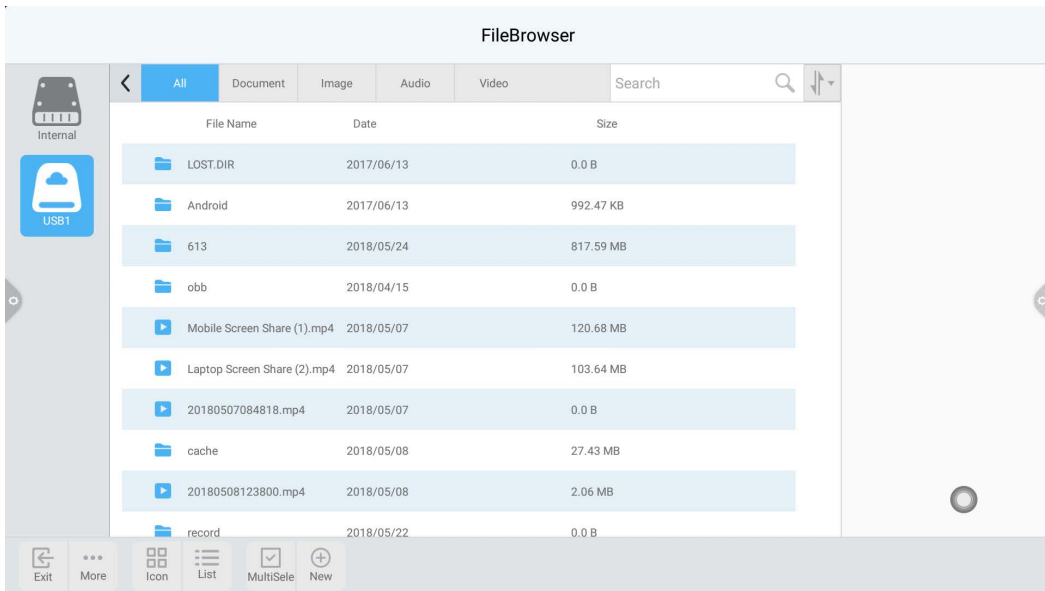 FileBrowser
All Document Image Audio Video Search
Internal
USB1
File Name Date Size
LOST.DIR 2017/06/13 0.0 B
Android 2017/06/13 992.47 KB
613 2018/05/24 817.59 MB
obb 2018/04/15 0.0 B
Mobile Screen Share (1).mp4 2018/05/07 120.68 MB
Laptop Screen Share (2).mp4 2018/05/07 103.64 MB
20180507084818.mp4 2018/05/07 0.0 B
cache 2018/05/08 27.43 MB
20180508123800.mp4 2018/05/08 2.06 MB
record 2018/05/22 0.0 B
Exit More Icon List MultiSele New